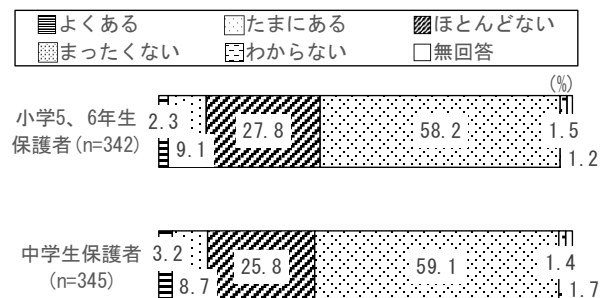 よくある たまにある ほとんどない
まったくない わからない 無回答
(%)
小学5、6年生
保護者(n=342)
2.3 9.1 27.8 58.2 1.5 1.2
中学生保護者
(n=345)
3.2 8.7 25.8 59.1 1.4 1.7